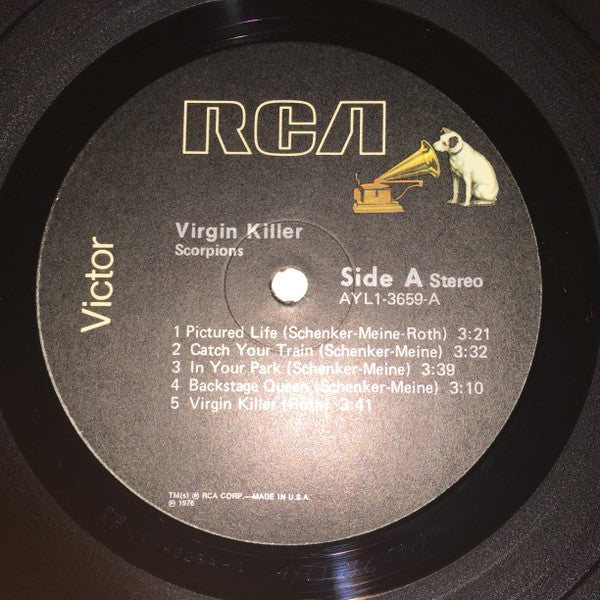 RCA
Victor
Virgin Killer
Scorpions
Side A Stereo
AYL1-3659-A
1 Pictured Life (Schenker-Meine-Roth) 3:21
2 Catch Your Train (Schenker-Meine) 3:32
3 In Your Park (Schenker-Meine) 3:39
4 Backstage Queen (Schenker-Meine) 3:10
5 Virgin Killer (Roth) 3:41
TM(s) ® RCA CORP.—MADE IN U.S.A.
℗ 1976